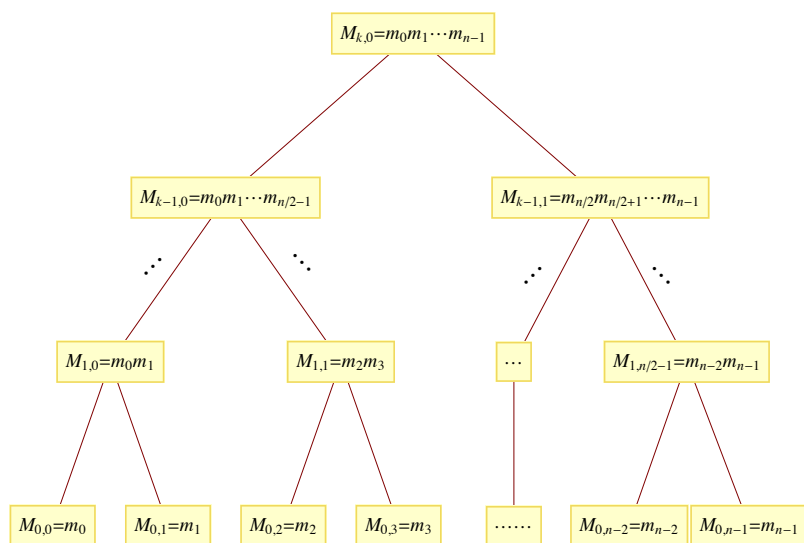 M_{k,0}=m_0m_1⋯m_{n−1}
M_{k−1,0}=m_0m_1⋯m_{n/2−1}
M_{k−1,1}=m_{n/2}m_{n/2+1}⋯m_{n−1}
⋰ ⋱ ⋰ ⋱
M_{1,0}=m_0m_1
M_{1,1}=m_2m_3
⋯
M_{1,n/2−1}=m_{n−2}m_{n−1}
M_{0,0}=m_0
M_{0,1}=m_1
M_{0,2}=m_2
M_{0,3}=m_3
⋯⋯
M_{0,n−2}=m_{n−2}
M_{0,n−1}=m_{n−1}